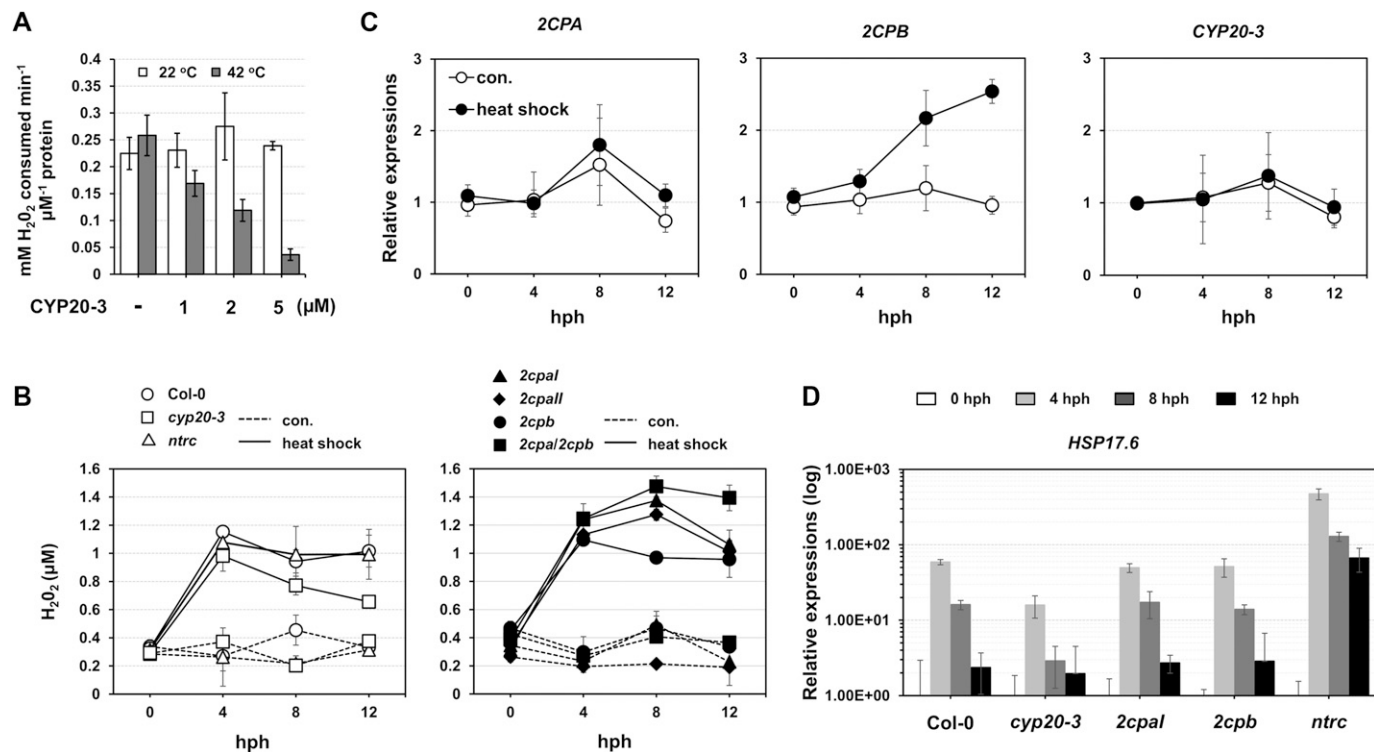 A
mM H₂O₂ consumed min⁻¹
μM⁻¹ protein
0.4
0.35
0.3
0.25
0.2
0.15
0.1
0.05
0
22 °C
42 °C
CYP20-3 - 1 2 5 (μM)
C
2CPA
2CPB
CYP20-3
Relative expressions
con.
heat shock
3
2
1
0
0 4 8 12
hph
3
2
1
0
0 4 8 12
hph
3
2
1
0
0 4 8 12
hph
B
Col-0
cyp20-3
ntrc
con.
heat shock
H₂O₂ (μM)
1.6
1.4
1.2
1
0.8
0.6
0.4
0.2
0
0 4 8 12
hph
2cpaI
2cpaII
2cpb
2cpa/2cpb
con.
heat shock
1.6
1.4
1.2
1
0.8
0.6
0.4
0.2
0
0 4 8 12
hph
D
0 hph 4 hph 8 hph 12 hph
HSP17.6
Relative expressions (log)
1.00E+03
1.00E+02
1.00E+01
1.00E+00
Col-0 cyp20-3 2cpaI 2cpb ntrc